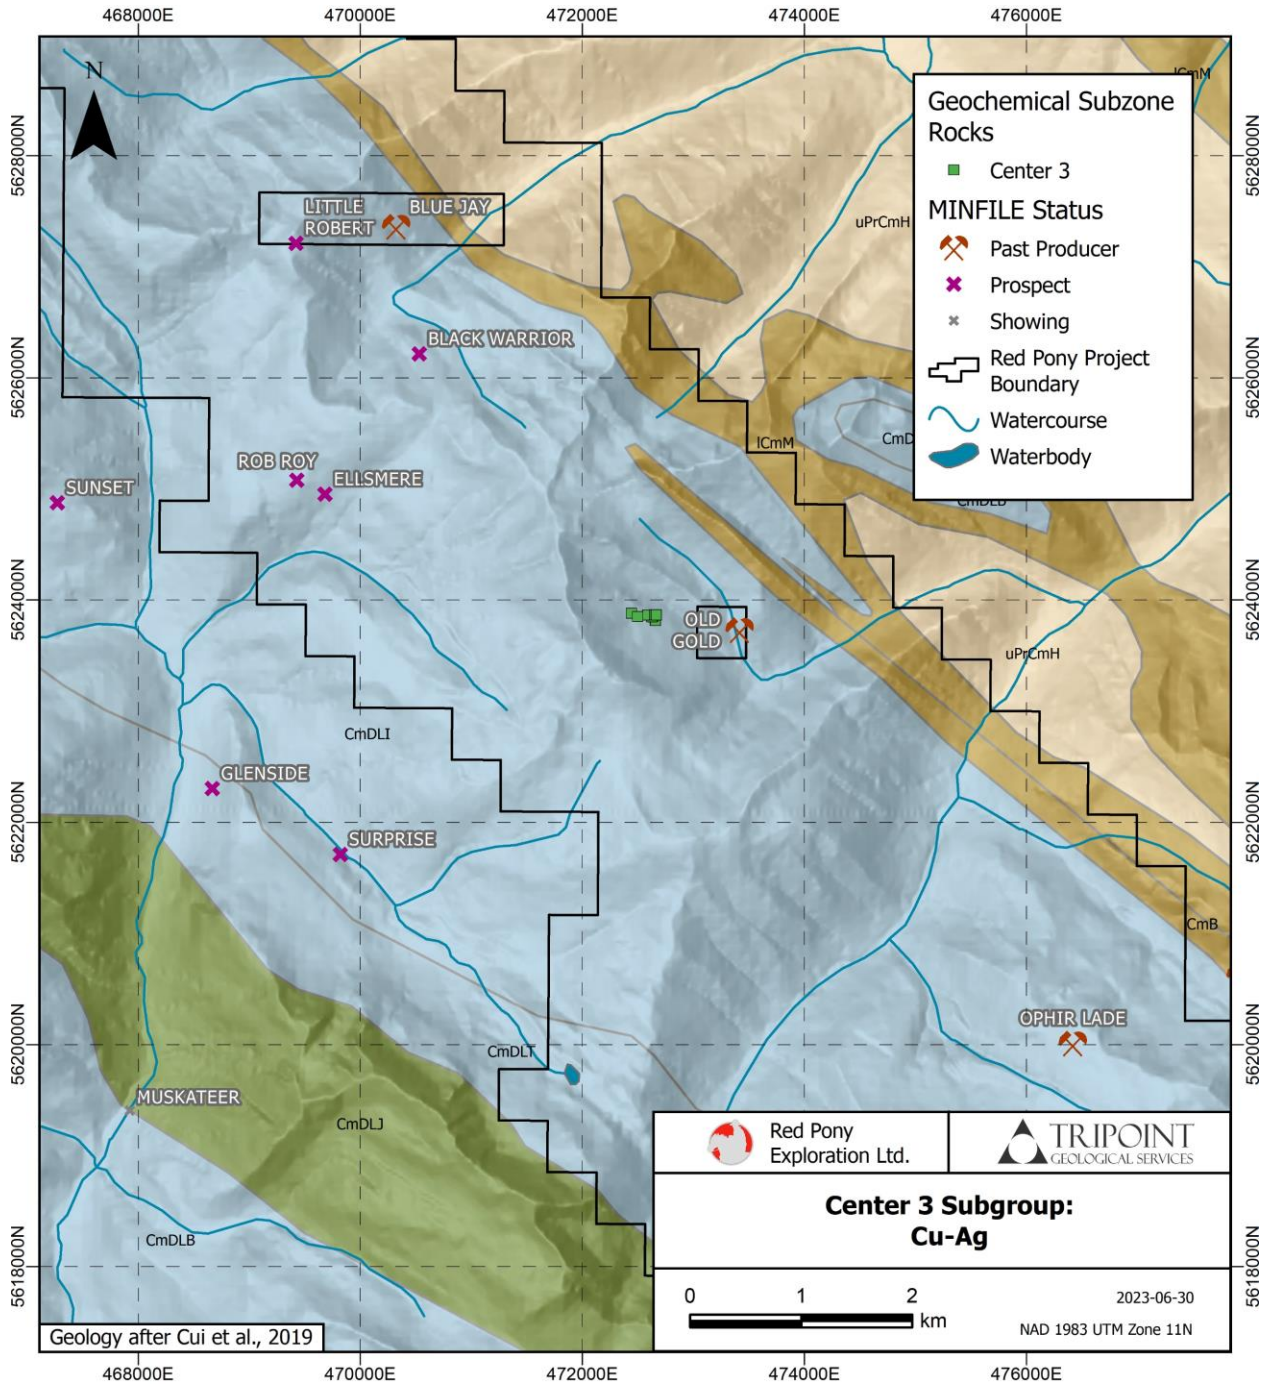 468000E
470000E
472000E
474000E
476000E
N
5628000N
5626000N
5624000N
5622000N
5620000N
5618000N
5628000N
5626000N
5624000N
5622000N
5620000N
5618000N
Geochemical Subzone
Rocks
Center 3
MINFILE Status
Past Producer
Prospect
Showing
Red Pony Project
Boundary
Watercourse
Waterbody
lCmM
uPrCmH
LITTLE
ROBERT
BLUE JAY
BLACK WARRIOR
lCmM
CmD
CmDLB
ROB ROY
ELLSMERE
SUNSET
OLD
GOLD
uPrCmH
CmDLI
GLENSIDE
SURPRISE
CmB
OPHIR LADE
CmDLT
MUSKATEER
CmDLJ
CmDLB
Red Pony
Exploration Ltd.
TRIPOINT
GEOLOGICAL SERVICES
Center 3 Subgroup:
Cu-Ag
0
1
2
km
2023-06-30
NAD 1983 UTM Zone 11N
Geology after Cui et al., 2019
468000E
470000E
472000E
474000E
476000E